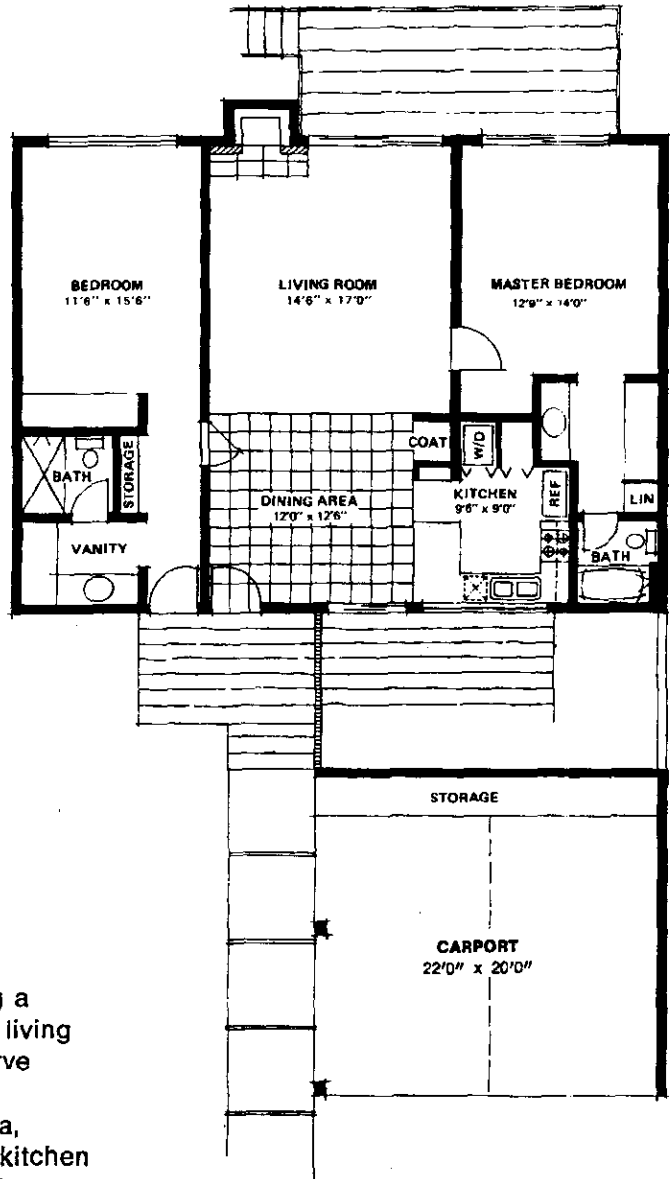 BEDROOM
11'6" x 15'6"
LIVING ROOM
14'6" x 17'0"
MASTER BEDROOM
12'9" x 14'0"
COAT
W/D
BATH
STORAGE
DINING AREA
12'0" x 12'6"
KITCHEN
9'6" x 9'0"
REF
LIN
VANITY
BATH
STORAGE
CARPORT
22'0" x 20'0"
g a
living
rve
a,
kitchen